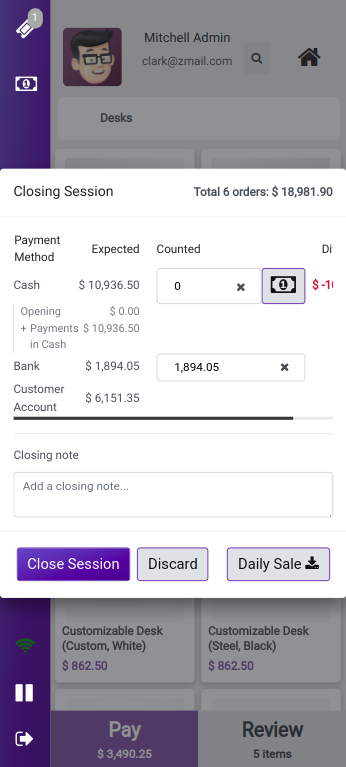 1
Mitchell Admin
clark@zmail.com
Desks
Closing Session
Total 6 orders: $ 18,981.90
Payment Method
Expected
Counted
Di
Cash
$ 10,936.50
0
$ -1
Opening
$ 0.00
+ Payments in Cash
$ 10,936.50
Bank
$ 1,894.05
1,894.05
Customer Account
$ 6,151.35
Closing note
Add a closing note...
Close Session
Discard
Daily Sale
Customizable Desk (Custom, White)
$ 862.50
Customizable Desk (Steel, Black)
$ 862.50
Pay
$ 3,490.25
Review
5 items